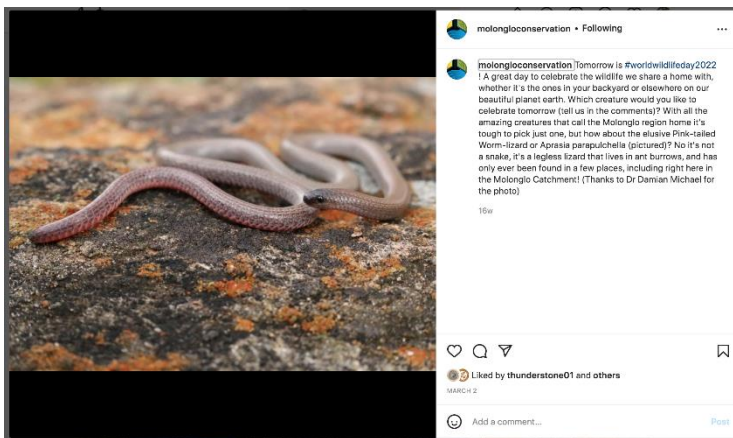 molongloconservation • Following
molongloconservation Tomorrow is #worldwildlifeday2022
! A great day to celebrate the wildlife we share a home with,
whether it's the ones in your backyard or elsewhere on our
beautiful planet earth. Which creature would you like to
celebrate tomorrow (tell us in the comments)? With all the
amazing creatures that call the Molonglo region home it's
tough to pick just one, but how about the elusive Pink-tailed
Worm-lizard or Aprasia parapulchella (pictured)? No it's not
a snake, it's a legless lizard that lives in ant burrows, and has
only ever been found in a few places, including right here in
the Molonglo Catchment! (Thanks to Dr Damian Michael for
the photo)
16w
Liked by thunderstone01 and others
MARCH 2
Add a comment...
Post